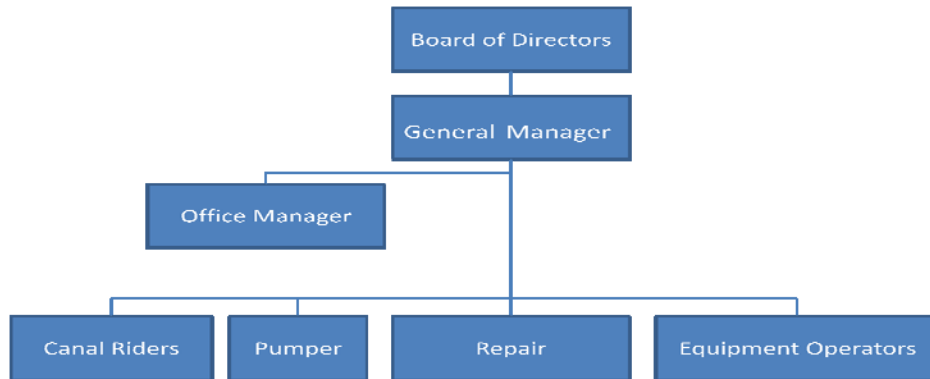 Board of Directors
General Manager
Office Manager
Canal Riders
Pumper
Repair
Equipment Operators